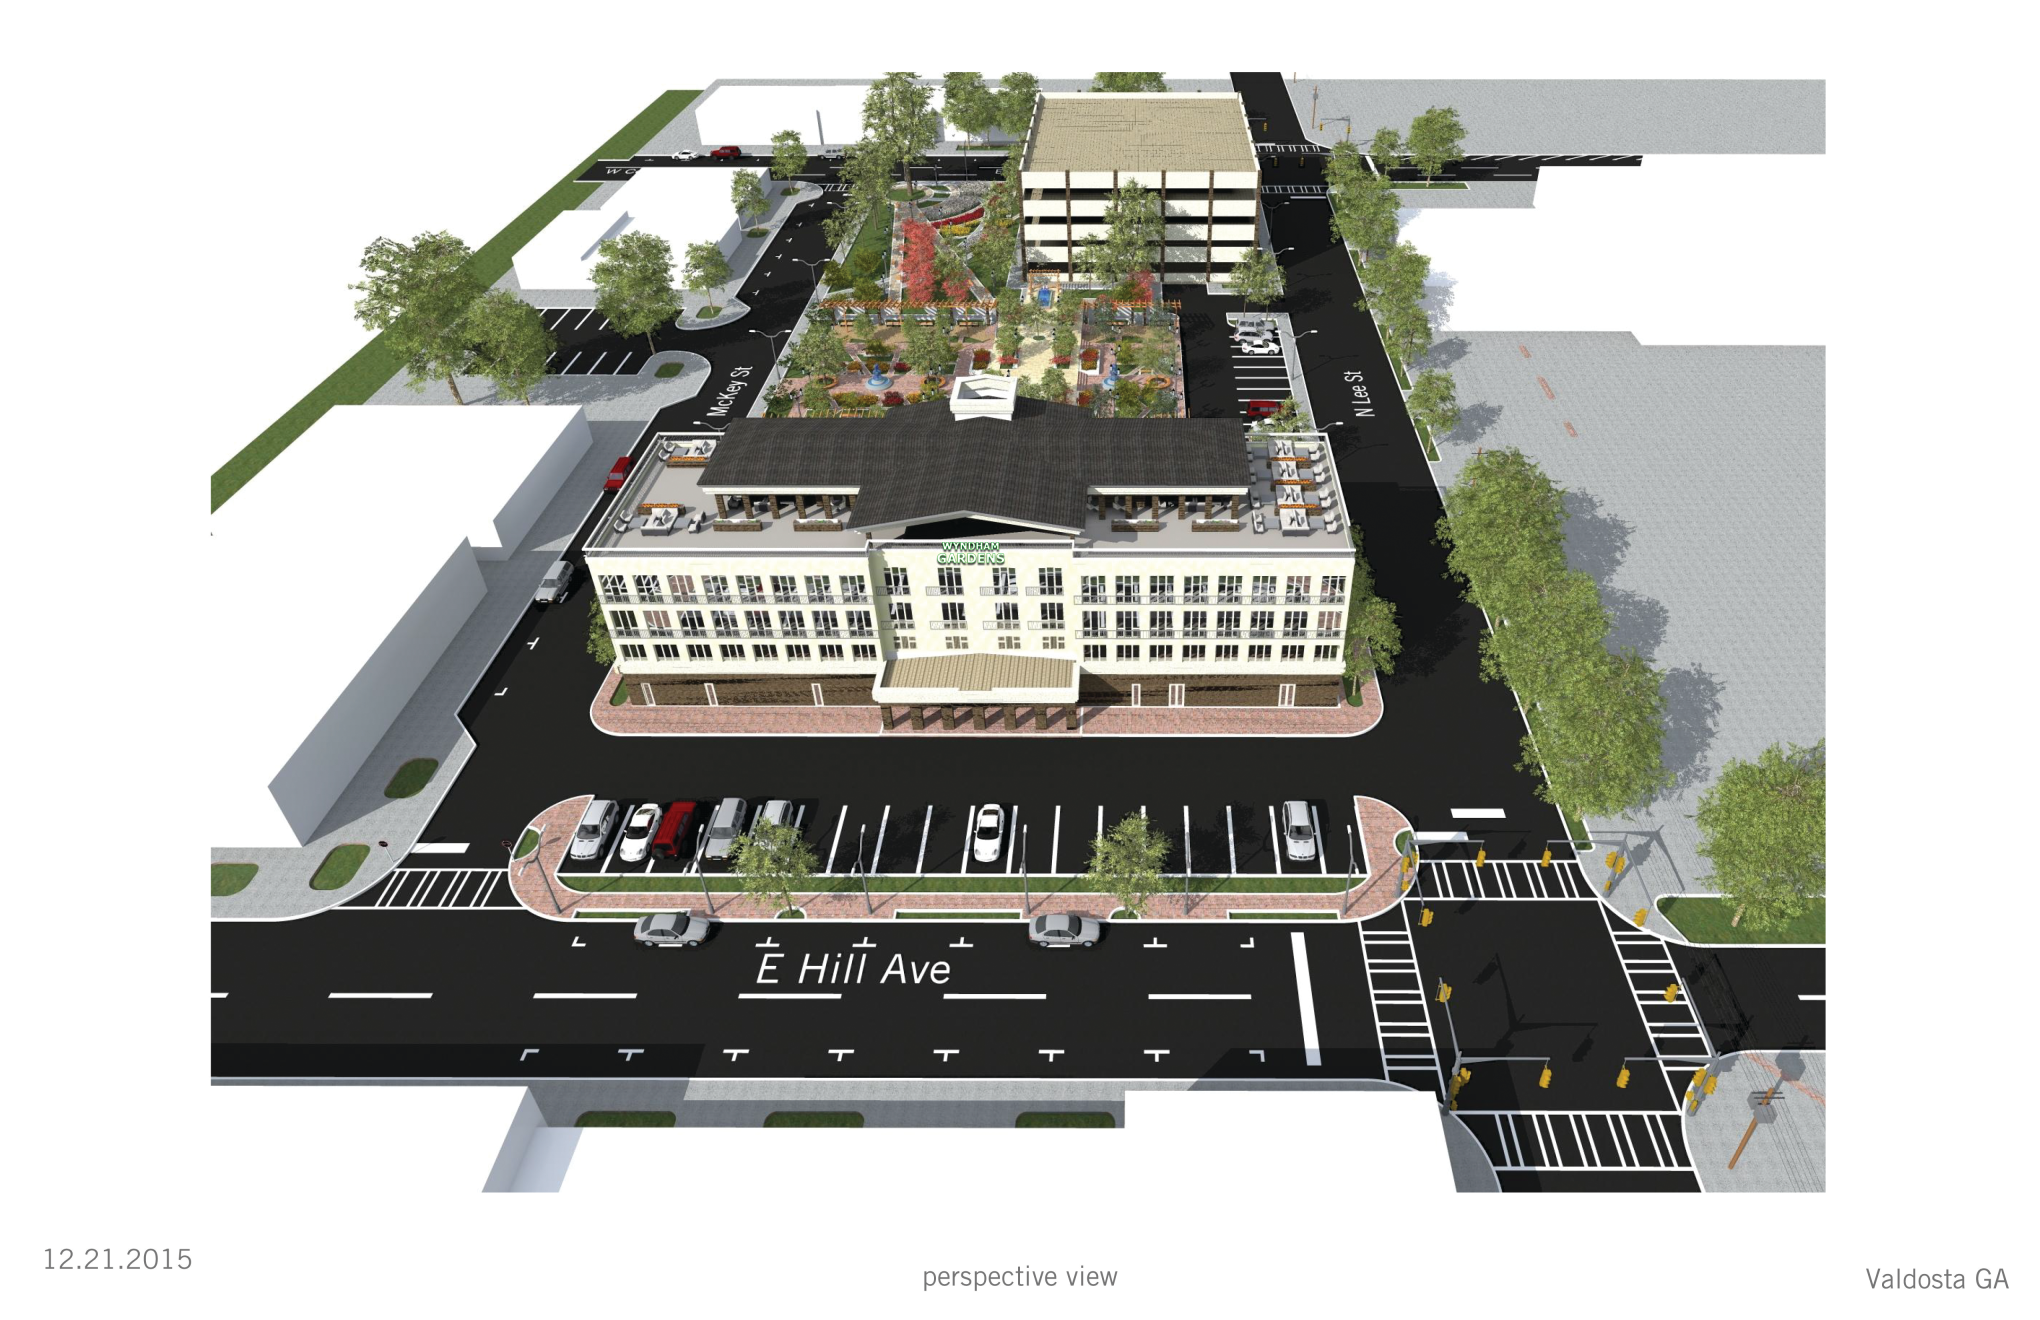 McKey St
N Lee St
WYNDHAM
GARDENS
E Hill Ave
12.21.2015
perspective view
Valdosta GA